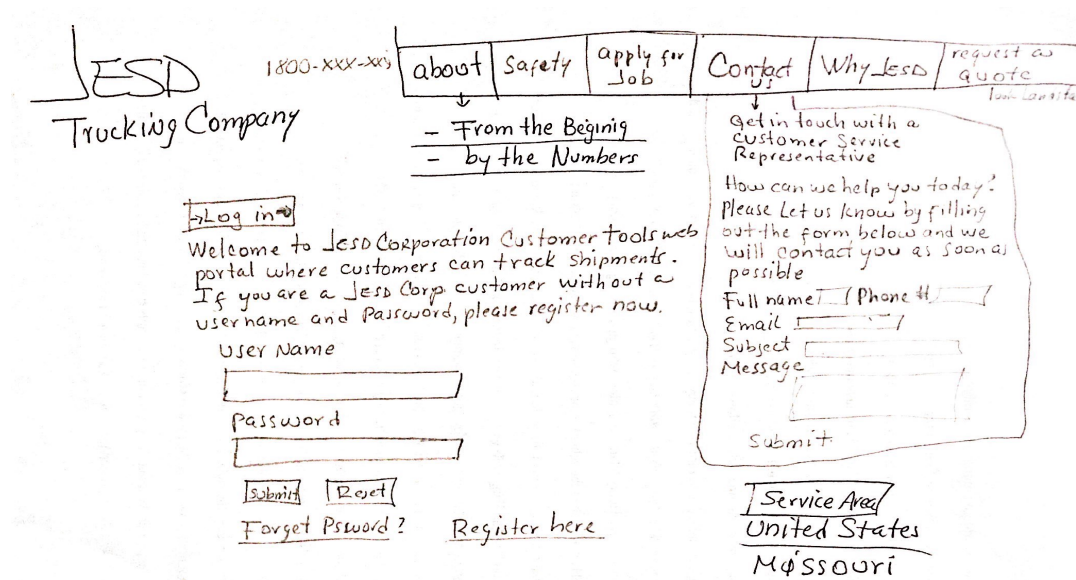 JESD
Trucking Company
1800-xxx-xxx
about
Safety
apply for
Job
Contact
us
Why JESD
request a
quote
- From the Beginig
- by the Numbers
Get in touch with a
customer Service
Representative
How can we help you today?
Please Let us know by filling
out the form below and we
will contact you as soon as
possible
Full name Phone #
Email
Subject
Message
Submit
Log in
Welcome to JESD Corporation Customer tools web
portal where customers can track shipments.
If you are a JESD Corp customer without a
username and Password, please register now.
User Name
Password
Submit Reset
Forget Psword? Register here
Service Area
United States
Missouri